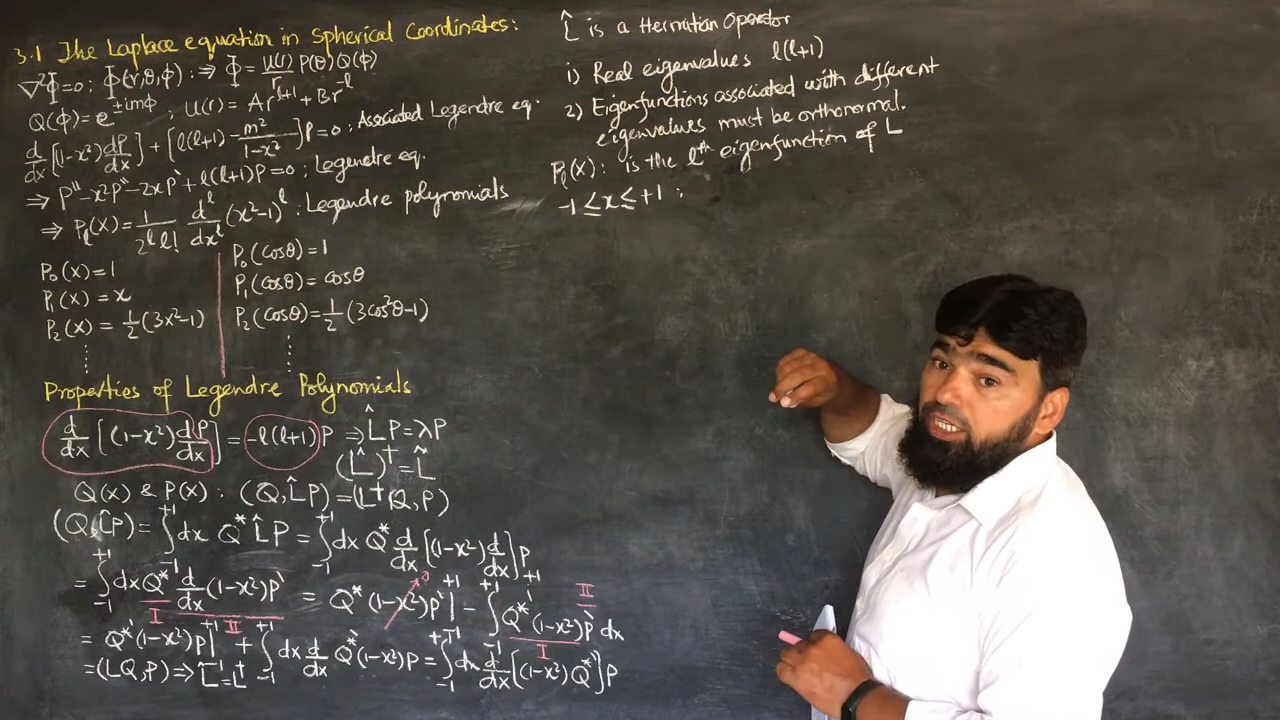 3.1 The Laplace equation in Spherical Coordinates:
∇²Φ=0: Φ(r,θ,φ): ⇒ Φ = U(r)/r P(θ)Q(φ)
Q(φ) = e^{±imφ}, U(r) = Ar^{l+1} + Br^{-l}
d/dx[(1-x²)dP/dx] + [l(l+1) - m²/(1-x²)]P=0; Associated Legendre eq.
⇒ P'' - x²P'' - 2xP' + l(l+1)P=0; Legendre eq.
⇒ P_l(x) = 1/(2^l l!) d^l/dx^l (x²-1)^l : Legendre polynomials
P₀(x) = 1
P₁(x) = x
P₂(x) = 1/2(3x²-1)
P₀(cosθ) = 1
P₁(cosθ) = cosθ
P₂(cosθ) = 1/2(3cos²θ-1)
Properties of Legendre Polynomials
d/dx[(1-x²)dP/dx] = -l(l+1)P ⇒ L̂P = λP
(L̂)† = L̃
Q(x) & P(x): (Q, L̂P) = (L†Q, P)
(Q, L̂P) = ∫_{-1}^{+1} dx Q* L̂P = ∫_{-1}^{+1} dx Q* d/dx[(1-x²)d/dx]P
= ∫_{-1}^{+1} dx Q* d/dx(1-x²)P' = Q*(1-x²)P'|_{-1}^{+1} - ∫_{-1}^{+1} Q*'(1-x²)P' dx
I II 0 I II
= Q*'(1-x²)P|_{-1}^{+1} + ∫_{-1}^{+1} dx d/dx Q*'(1-x²)P = ∫_{-1}^{+1} dx d/dx[(1-x²)Q*']P
= (LQ, P) ⇒ L = L†
L̂ is a Hermitian Operator
1) Real eigenvalues l(l+1)
2) Eigenfunctions associated with different
eigenvalues must be orthonormal.
P_l(x): is the l^th eigenfunction of L
-1 ≤ x ≤ +1 :